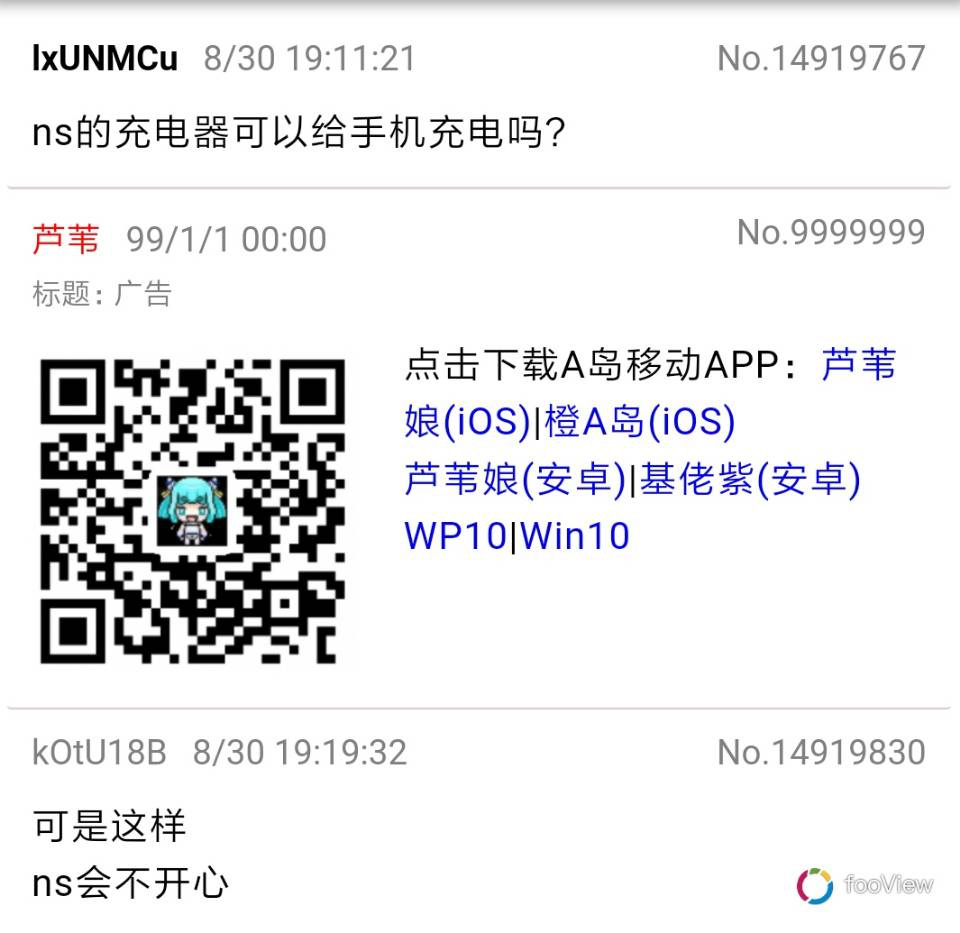 lxUNMCu 8/30 19:11:21 No.14919767
ns的充电器可以给手机充电吗?
芦苇 99/1/1 00:00 No.9999999
标题：广告
点击下载A岛移动APP：芦苇
娘(iOS)|橙A岛(iOS)
芦苇娘(安卓)|基佬紫(安卓)
WP10|Win10
kOtU18B 8/30 19:19:32 No.14919830
可是这样
ns会不开心
fooView